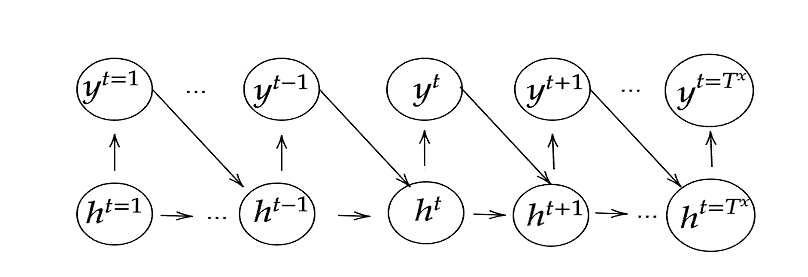 y^{t=1} ... y^{t-1} y^{t} y^{t+1} ... y^{t=T^{x}}
h^{t=1} ... h^{t-1} h^{t} h^{t+1} ... h^{t=T^{x}}